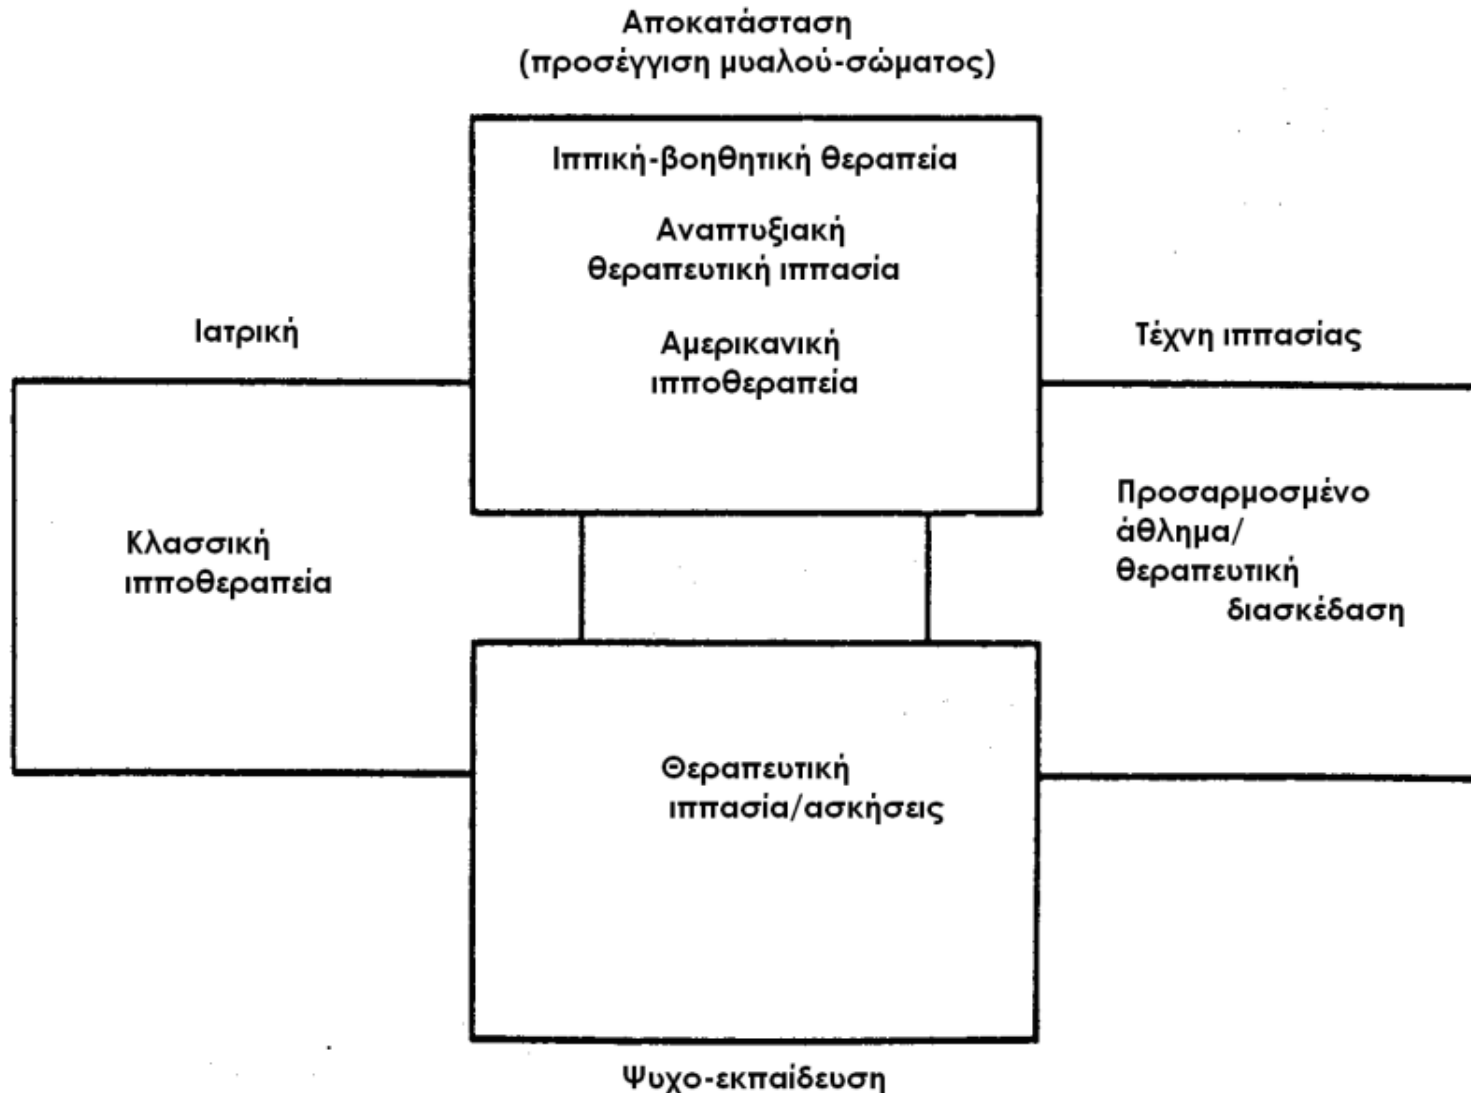 Αποκατάσταση
(προσέγγιση μυαλού-σώματος)
Ιππική-βοηθητική θεραπεία
Αναπτυξιακή
θεραπευτική ιππασία
Αμερικανική
ιπποθεραπεία
Ιατρική
Κλασσική
ιπποθεραπεία
Τέχνη ιππασίας
Προσαρμοσμένο
άθλημα/
θεραπευτική
διασκέδαση
Θεραπευτική
ιππασία/ασκήσεις
Ψυχο-εκπαίδευση